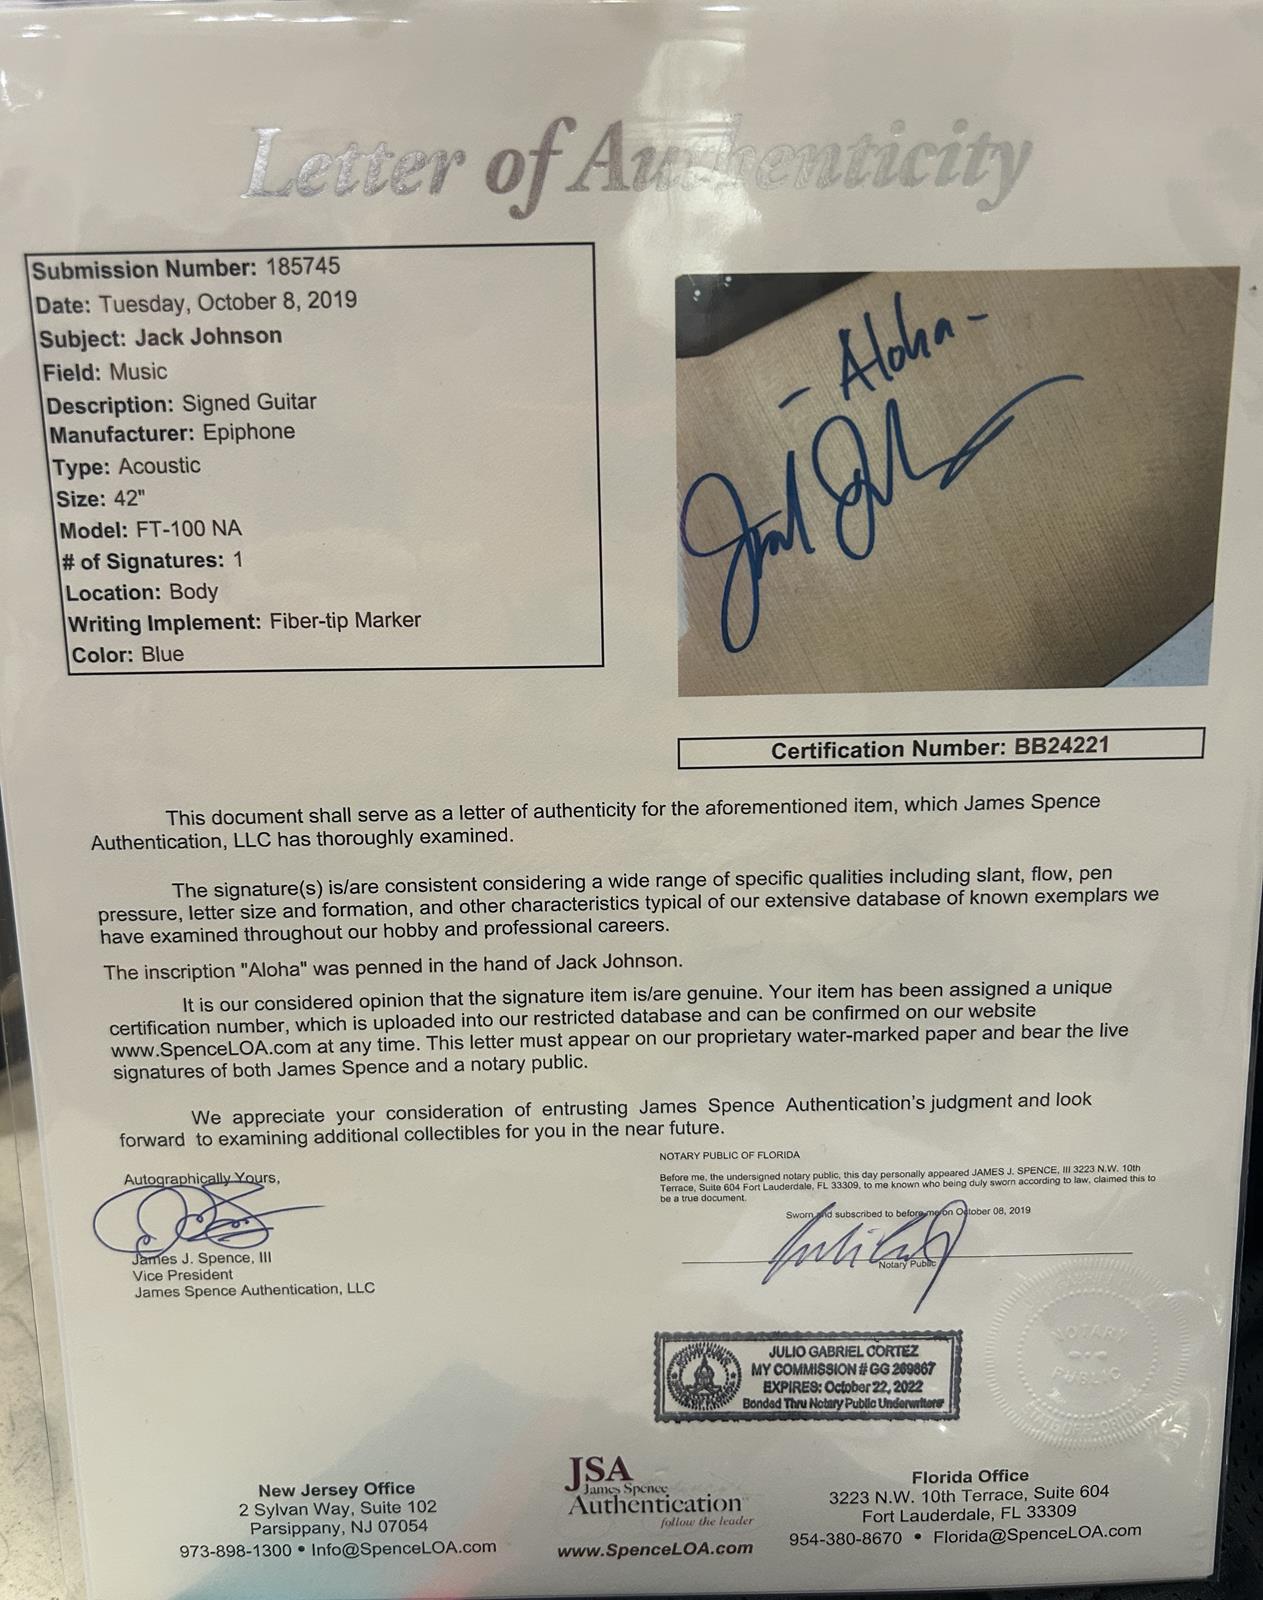 Letter of Authenticity
Submission Number: 185745
Date: Tuesday, October 8, 2019
Subject: Jack Johnson
Field: Music
Description: Signed Guitar
Manufacturer: Epiphone
Type: Acoustic
Size: 42"
Model: FT-100 NA
# of Signatures: 1
Location: Body
Writing Implement: Fiber-tip Marker
Color: Blue
- Aloha -
Certification Number: BB24221
This document shall serve as a letter of authenticity for the aforementioned item, which James Spence
Authentication, LLC has thoroughly examined.
The signature(s) is/are consistent considering a wide range of specific qualities including slant, flow, pen
pressure, letter size and formation, and other characteristics typical of our extensive database of known exemplars we
have examined throughout our hobby and professional careers.
The inscription "Aloha" was penned in the hand of Jack Johnson.
It is our considered opinion that the signature item is/are genuine. Your item has been assigned a unique
certification number, which is uploaded into our restricted database and can be confirmed on our website
www.SpenceLOA.com at any time. This letter must appear on our proprietary water-marked paper and bear the live
signatures of both James Spence and a notary public.
We appreciate your consideration of entrusting James Spence Authentication's judgment and look
forward to examining additional collectibles for you in the near future.
Autographically Yours,
James J. Spence, III
Vice President
James Spence Authentication, LLC
NOTARY PUBLIC OF FLORIDA
Before me, the undersigned notary public, this day personally appeared JAMES J. SPENCE, III 3223 N.W. 10th
Terrace, Suite 604 Fort Lauderdale, FL 33309, to me known who being duly sworn according to law, claimed this to
be a true document.
Sworn and subscribed to before me on October 08, 2019
Notary Public
JULIO GABRIEL CORTEZ
MY COMMISSION # GG 269867
EXPIRES: October 22, 2022
Bonded Thru Notary Public Underwriters
NOTARY
PUBLIC
New Jersey Office
2 Sylvan Way, Suite 102
Parsippany, NJ 07054
973-898-1300 • Info@SpenceLOA.com
JSA
James Spence
Authentication
follow the leader
www.SpenceLOA.com
Florida Office
3223 N.W. 10th Terrace, Suite 604
Fort Lauderdale, FL 33309
954-380-8670 • Florida@SpenceLOA.com